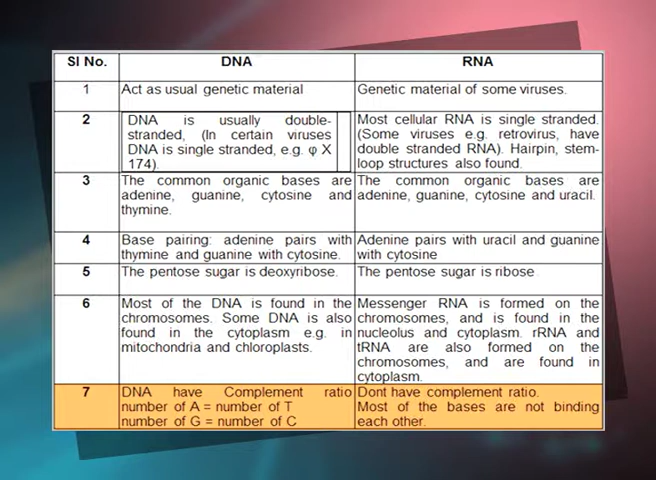 Sl No. DNA RNA
1 Act as usual genetic material Genetic material of some viruses.
2 DNA is usually double- Most cellular RNA is single stranded.
stranded, (In certain viruses (Some viruses e.g. retrovirus, have
DNA is single stranded, e.g. φ X double stranded RNA). Hairpin, stem-
174). loop structures also found.
3 The common organic bases are The common organic bases are
adenine, guanine, cytosine and adenine, guanine, cytosine and uracil.
thymine.
4 Base pairing: adenine pairs with Adenine pairs with uracil and guanine
thymine and guanine with cytosine. with cytosine
5 The pentose sugar is deoxyribose. The pentose sugar is ribose
6 Most of the DNA is found in the Messenger RNA is formed on the
chromosomes. Some DNA is also chromosomes, and is found in the
found in the cytoplasm e.g. in nucleolus and cytoplasm. rRNA and
mitochondria and chloroplasts. tRNA are also formed on the
chromosomes, and are found in
cytoplasm.
7 DNA have Complement ratio Dont have complement ratio.
number of A = number of T Most of the bases are not binding
number of G = number of C each other.